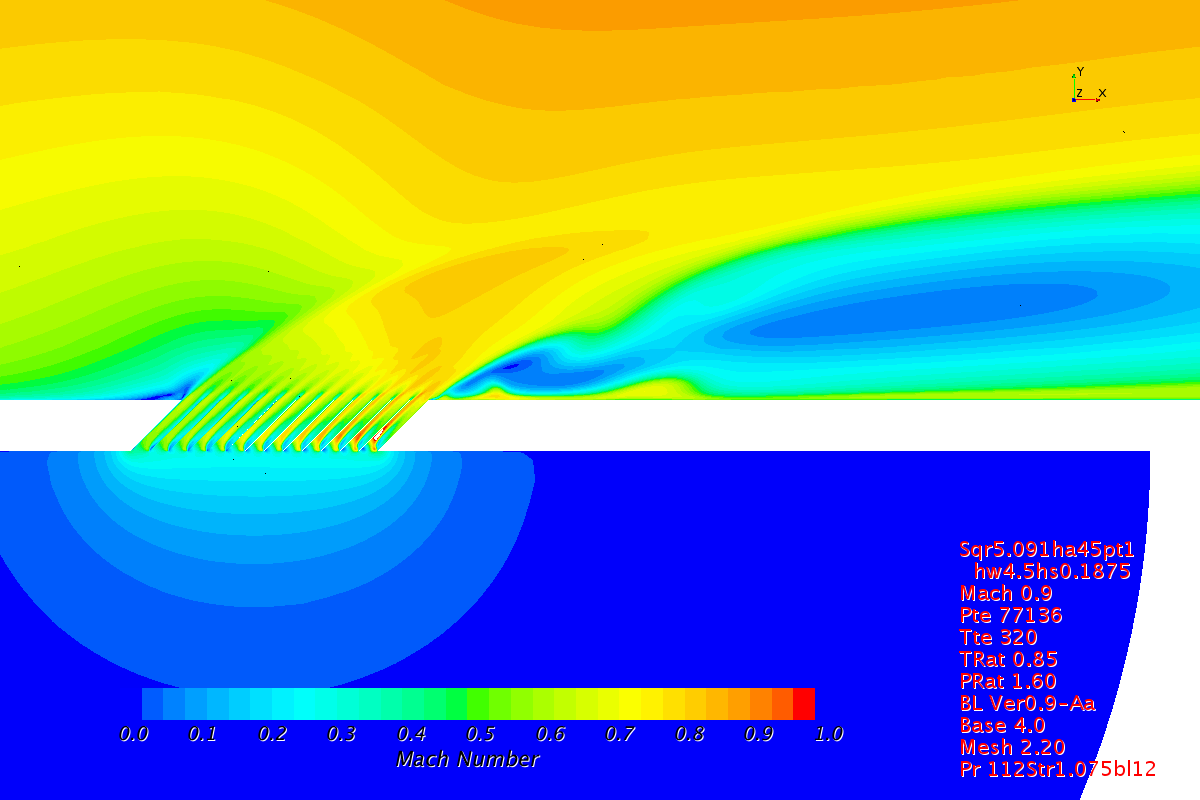 Y
Z X
Sqr5.091ha45pt1
hw4.5hs0.1875
Mach 0.9
Pte 77136
Tte 320
TRat 0.85
PRat 1.60
BL Ver0.9-Aa
Base 4.0
Mesh 2.20
Pr 112Str1.075bl12
0.0 0.1 0.2 0.3 0.4 0.5 0.6 0.7 0.8 0.9 1.0
Mach Number